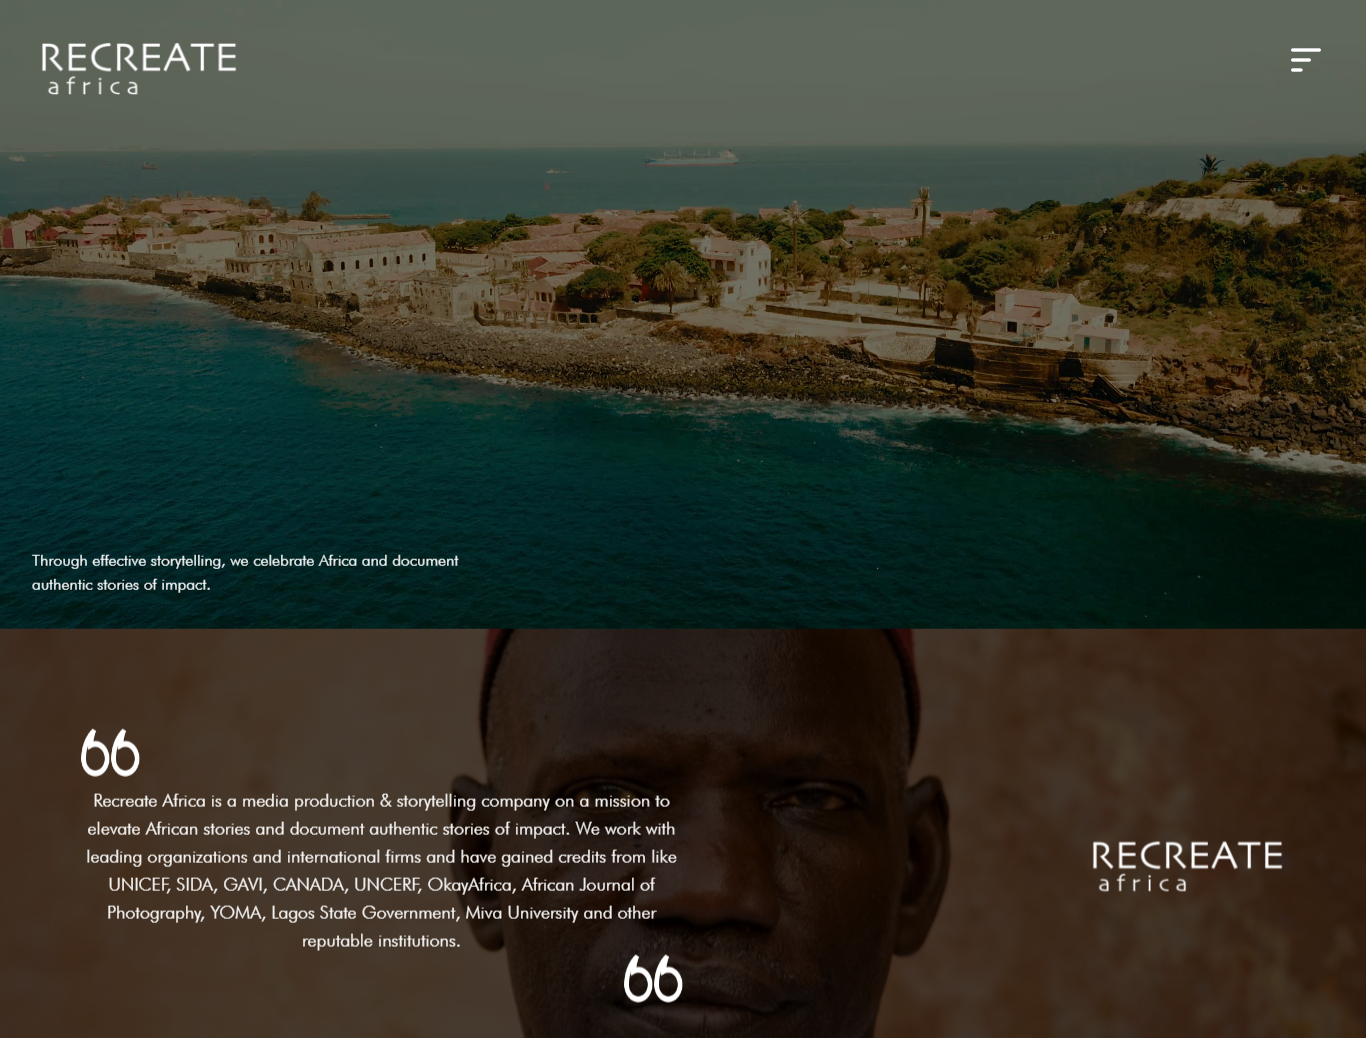 RECREATE
africa
Through effective storytelling, we celebrate Africa and document
authentic stories of impact.
“
Recreate Africa is a media production & storytelling company on a mission to
elevate African stories and document authentic stories of impact. We work with
leading organizations and international firms and have gained credits from like
UNICEF, SIDA, GAVI, CANADA, UNCERF, OkayAfrica, African Journal of
Photography, YOMA, Lagos State Government, Miva University and other
reputable institutions.
“
RECREATE
africa